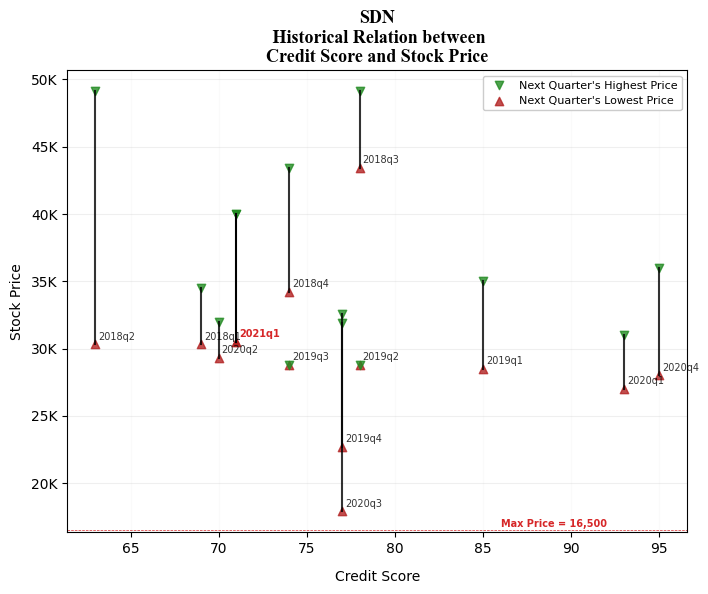 SDN
Historical Relation between
Credit Score and Stock Price
Next Quarter's Highest Price
Next Quarter's Lowest Price
50K
45K
40K
35K
30K
25K
20K
Stock Price
2018q3
2018q4
2018q2
2018q1
2021q1
2020q2
2019q3
2019q2
2019q1
2020q4
2020q1
2019q4
2020q3
Max Price = 16,500
65 70 75 80 85 90 95
Credit Score